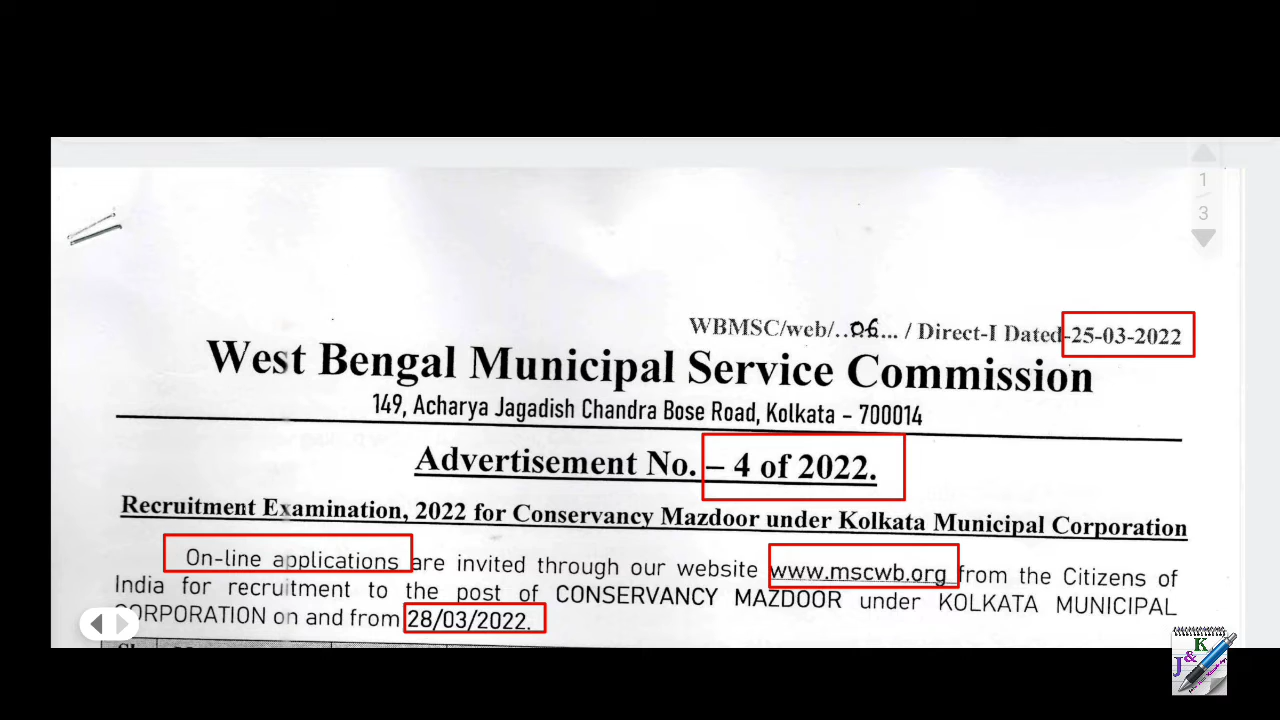 1
3
WBMSC/web/..06... / Direct-I Dated-25-03-2022
West Bengal Municipal Service Commission
149, Acharya Jagadish Chandra Bose Road, Kolkata – 700014
Advertisement No. – 4 of 2022.
Recruitment Examination, 2022 for Conservancy Mazdoor under Kolkata Municipal Corporation
On-line applications are invited through our website www.mscwb.org from the Citizens of
India for recruitment to the post of CONSERVANCY MAZDOOR under KOLKATA MUNICIPAL
CORPORATION on and from 28/03/2022.
J&K